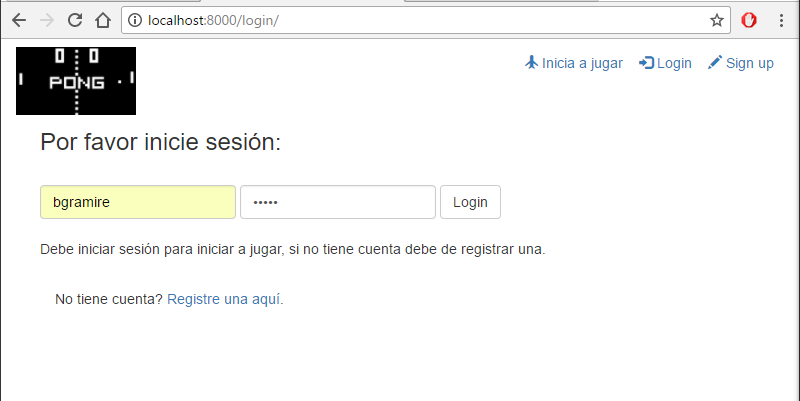 localhost:8000/login/
0 0
PONG
Inicia a jugar Login Sign up
Por favor inicie sesión:
bgramire ••••• Login
Debe iniciar sesión para iniciar a jugar, si no tiene cuenta debe de registrar una.
No tiene cuenta? Registre una aquí.